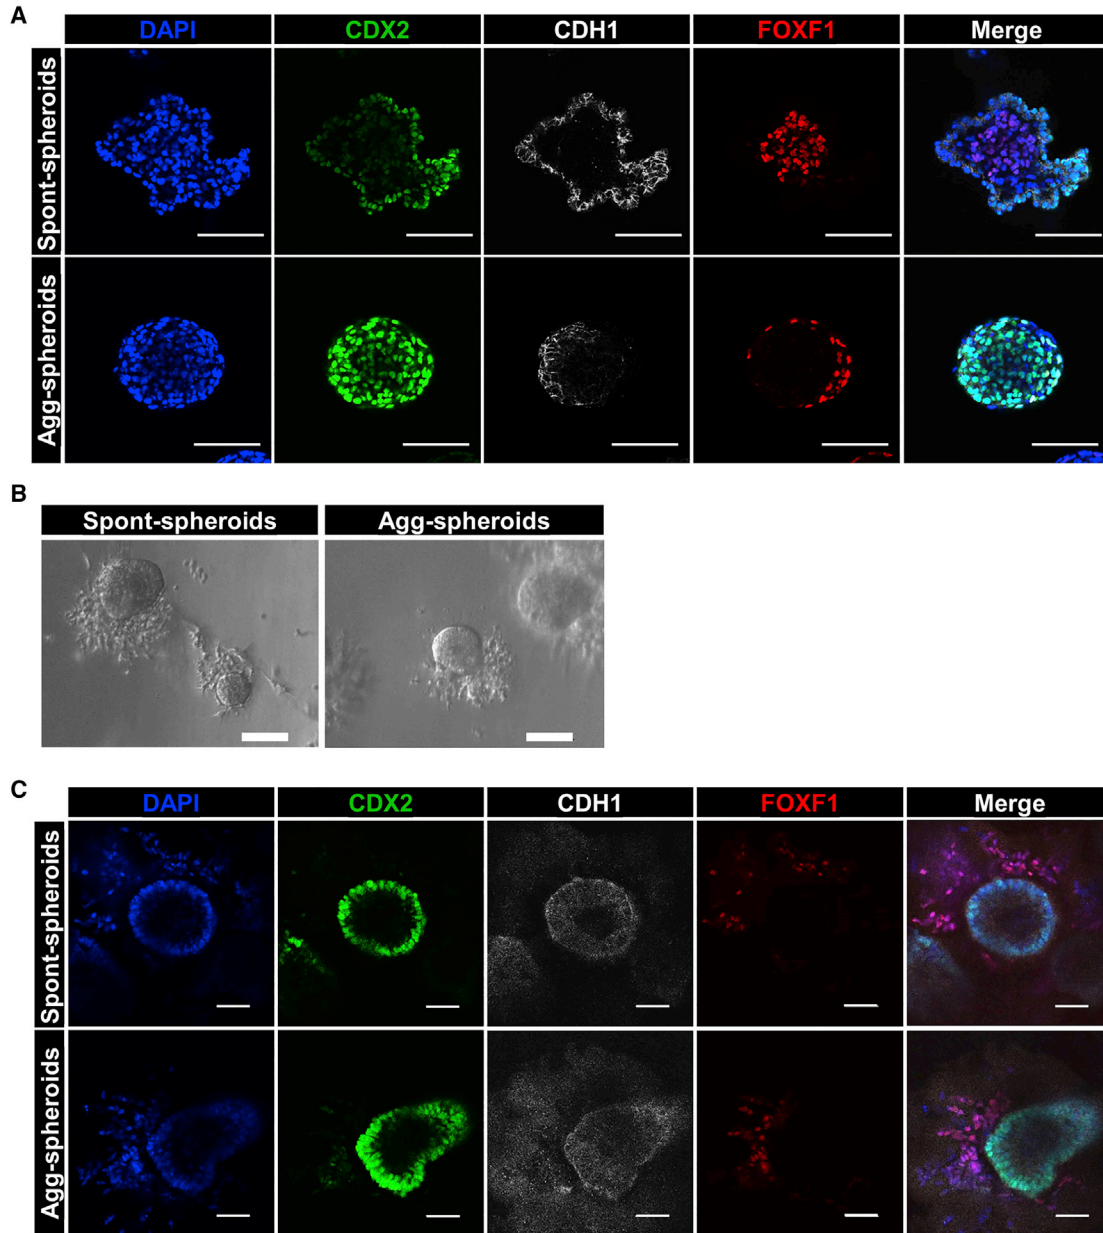 A
DAPI CDX2 CDH1 FOXF1 Merge
Spont-spheroids
Agg-spheroids
B
Spont-spheroids Agg-spheroids
C
DAPI CDX2 CDH1 FOXF1 Merge
Spont-spheroids
Agg-spheroids